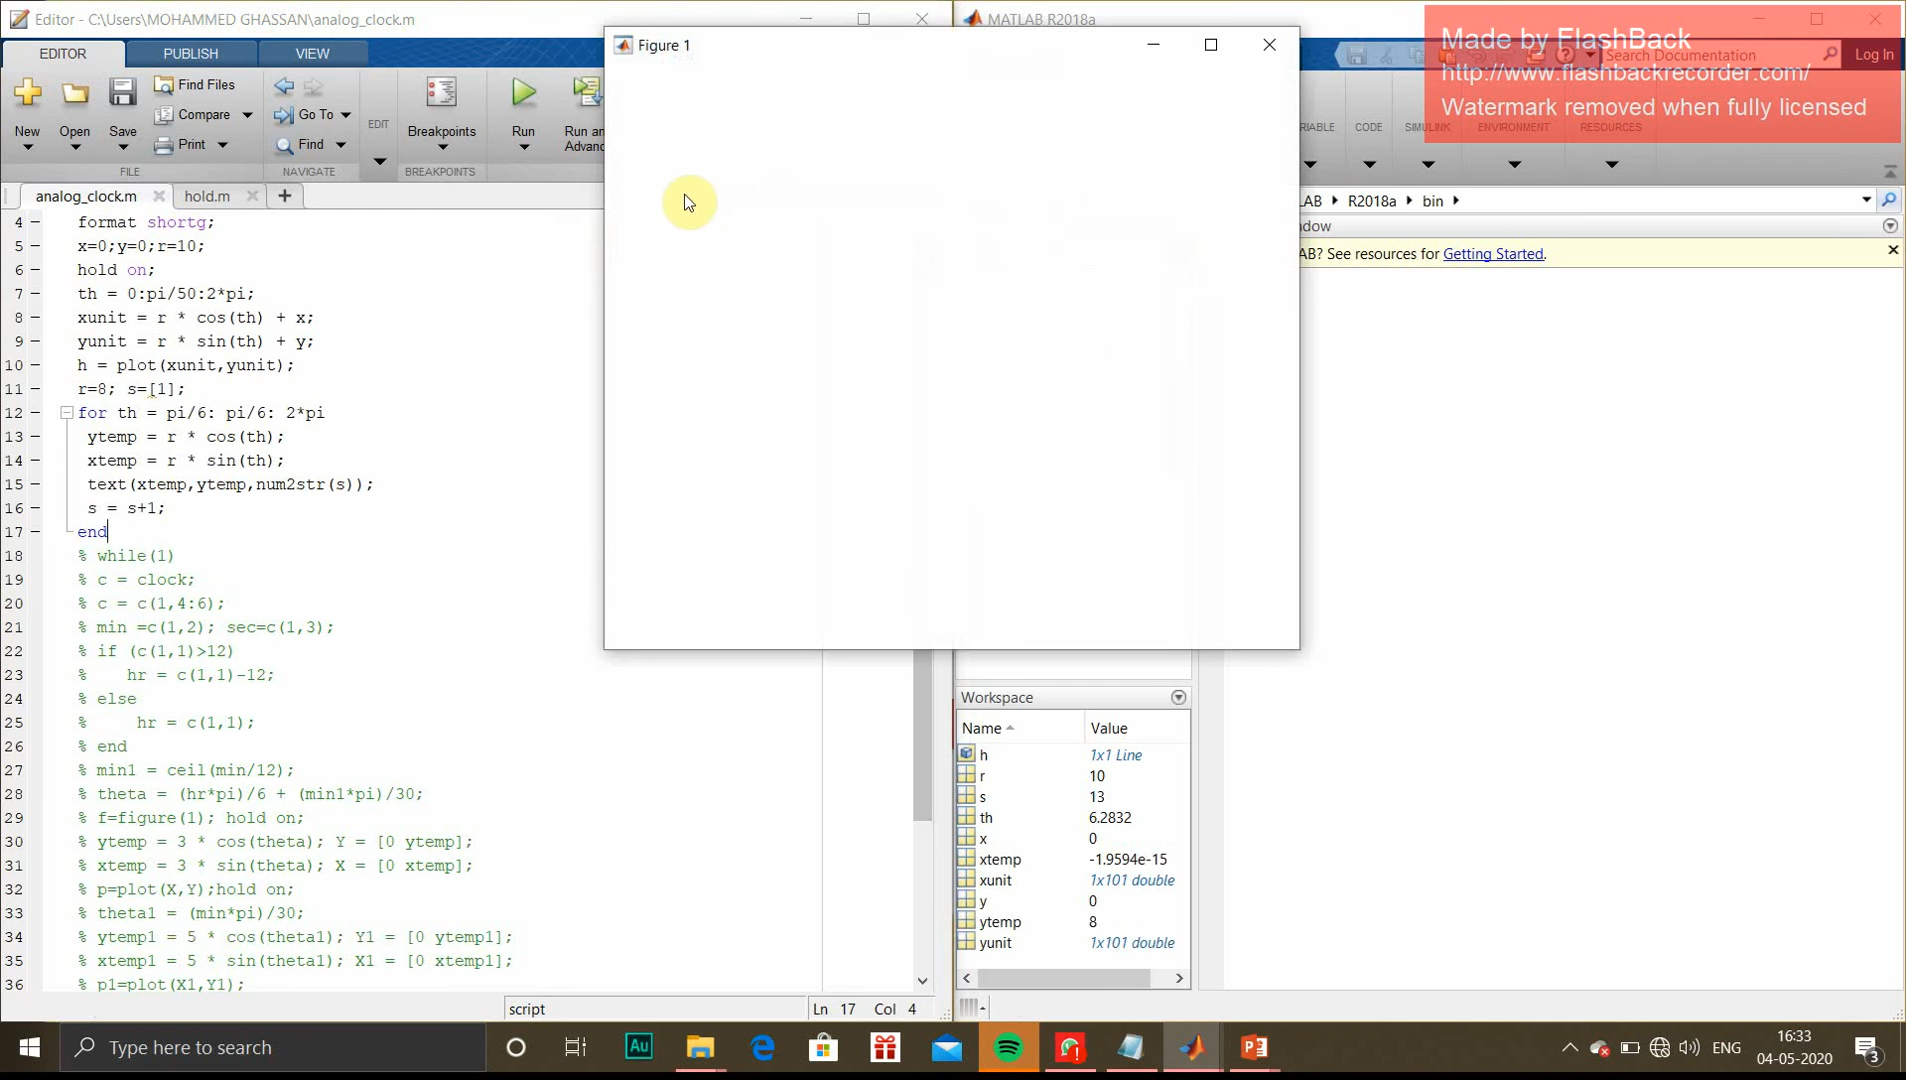 Editor - C:\Users\MOHAMMED GHASSAN\analog_clock.m
MATLAB R2018a
Figure 1
Made by FlashBack
http://www.flashbackrecorder.com/
Watermark removed when fully licensed
EDITOR PUBLISH VIEW
Search Documentation
Log In
New
Open
Save
Find Files
Compare
Print
FILE
Go To
Find
NAVIGATE
EDIT
Breakpoints
BREAKPOINTS
Run
Run and
Advanc
RIABLE
CODE
SIMULINK
ENVIRONMENT
RESOURCES
analog_clock.m hold.m
LAB R2018a bin
ndow
AB? See resources for Getting Started.
4 format shortg;
5 x=0;y=0;r=10;
6 hold on;
7 th = 0:pi/50:2*pi;
8 xunit = r * cos(th) + x;
9 yunit = r * sin(th) + y;
10 h = plot(xunit,yunit);
11 r=8; s=[1];
12 for th = pi/6: pi/6: 2*pi
13 ytemp = r * cos(th);
14 xtemp = r * sin(th);
15 text(xtemp,ytemp,num2str(s));
16 s = s+1;
17 end
18 % while(1)
19 % c = clock;
20 % c = c(1,4:6);
21 % min =c(1,2); sec=c(1,3);
22 % if (c(1,1)>12)
23 % hr = c(1,1)-12;
24 % else
25 % hr = c(1,1);
26 % end
27 % min1 = ceil(min/12);
28 % theta = (hr*pi)/6 + (min1*pi)/30;
29 % f=figure(1); hold on;
30 % ytemp = 3 * cos(theta); Y = [0 ytemp];
31 % xtemp = 3 * sin(theta); X = [0 xtemp];
32 % p=plot(X,Y);hold on;
33 % theta1 = (min*pi)/30;
34 % ytemp1 = 5 * cos(theta1); Y1 = [0 ytemp1];
35 % xtemp1 = 5 * sin(theta1); X1 = [0 xtemp1];
36 % p1=plot(X1,Y1);
Workspace
Name Value
h 1x1 Line
r 10
s 13
th 6.2832
x 0
xtemp -1.9594e-15
xunit 1x101 double
y 0
ytemp 8
yunit 1x101 double
script
Ln 17 Col 4
Type here to search
Au
ENG
16:33
04-05-2020
3